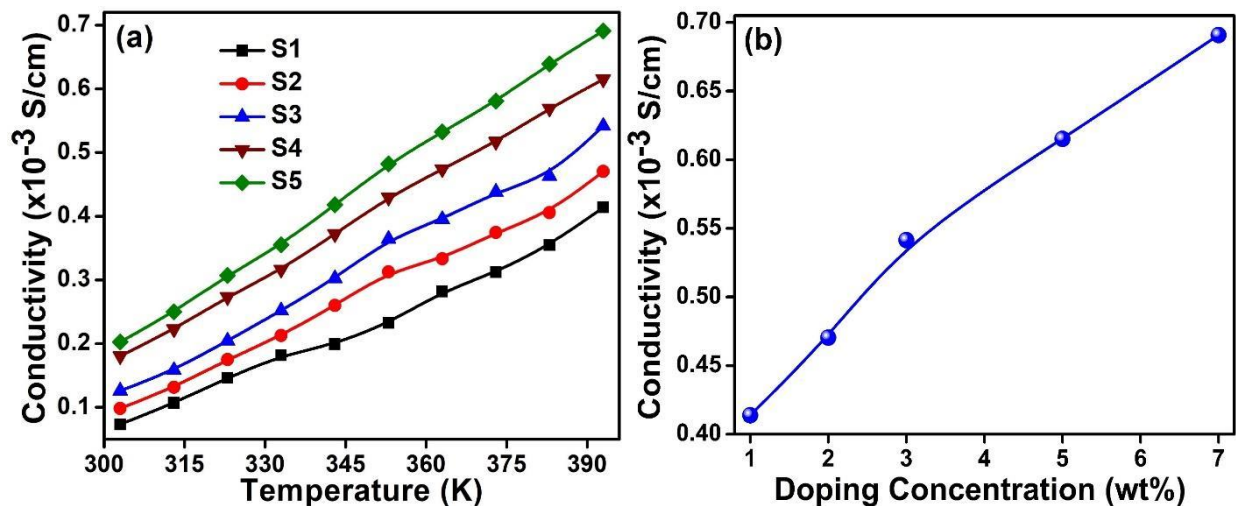 (a)
S1
S2
S3
S4
S5
0.7
0.6
0.5
0.4
0.3
0.2
0.1
Conductivity (x10⁻³ S/cm)
300 315 330 345 360 375 390
Temperature (K)
(b)
0.70
0.65
0.60
0.55
0.50
0.45
0.40
Conductivity (x10⁻³ S/cm)
1 2 3 4 5 6 7
Doping Concentration (wt%)